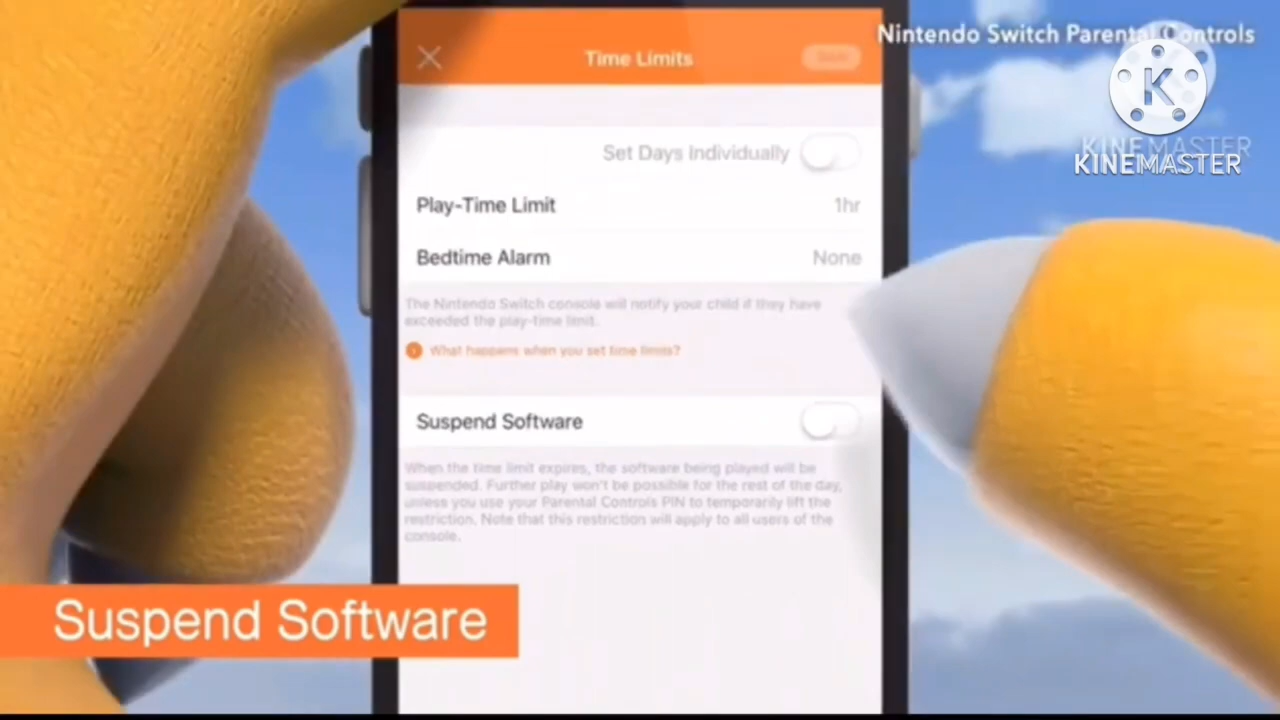 Nintendo Switch Parental Controls
K
KINEMASTER
KINEMASTER
Time Limits
Save
Set Days Individually
Play-Time Limit 1hr
Bedtime Alarm None
The Nintendo Switch console will notify your child if they have
exceeded the play-time limit.
What happens when you set time limits?
Suspend Software
When the time limit expires, the software being played will be
suspended. Further play won't be possible for the rest of the day,
unless you use your Parental Controls PIN to temporarily lift the
restriction. Note that this restriction will apply to all users of the
console.
Suspend Software